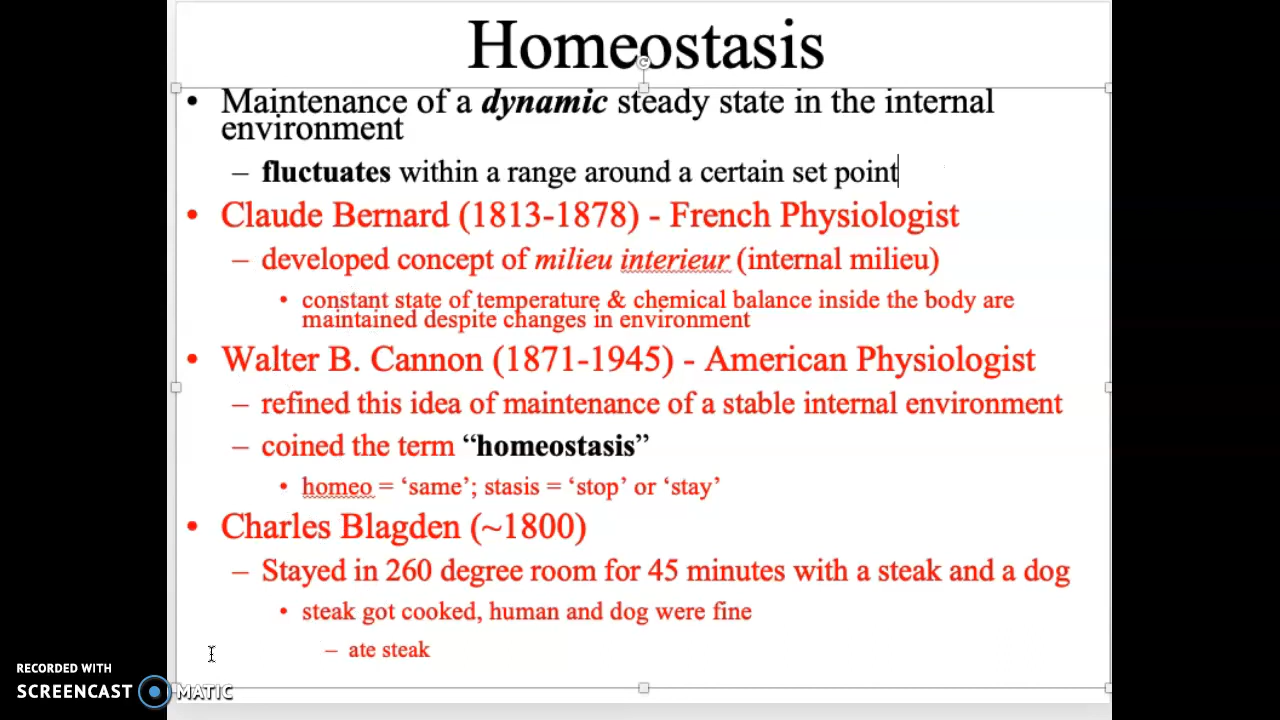 Homeostasis
• Maintenance of a dynamic steady state in the internal
environment
– fluctuates within a range around a certain set point
• Claude Bernard (1813-1878) - French Physiologist
– developed concept of milieu interieur (internal milieu)
• constant state of temperature & chemical balance inside the body are
maintained despite changes in environment
• Walter B. Cannon (1871-1945) - American Physiologist
– refined this idea of maintenance of a stable internal environment
– coined the term “homeostasis”
• homeo = ‘same’; stasis = ‘stop’ or ‘stay’
• Charles Blagden (~1800)
– Stayed in 260 degree room for 45 minutes with a steak and a dog
• steak got cooked, human and dog were fine
– ate steak
RECORDED WITH
SCREENCAST MATIC